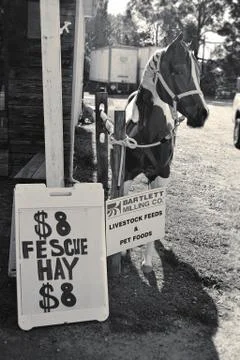 $8
FESCUE
HAY
$8
BARTLETT
MILLING CO.
LIVESTOCK FEEDS
&
PET FOODS